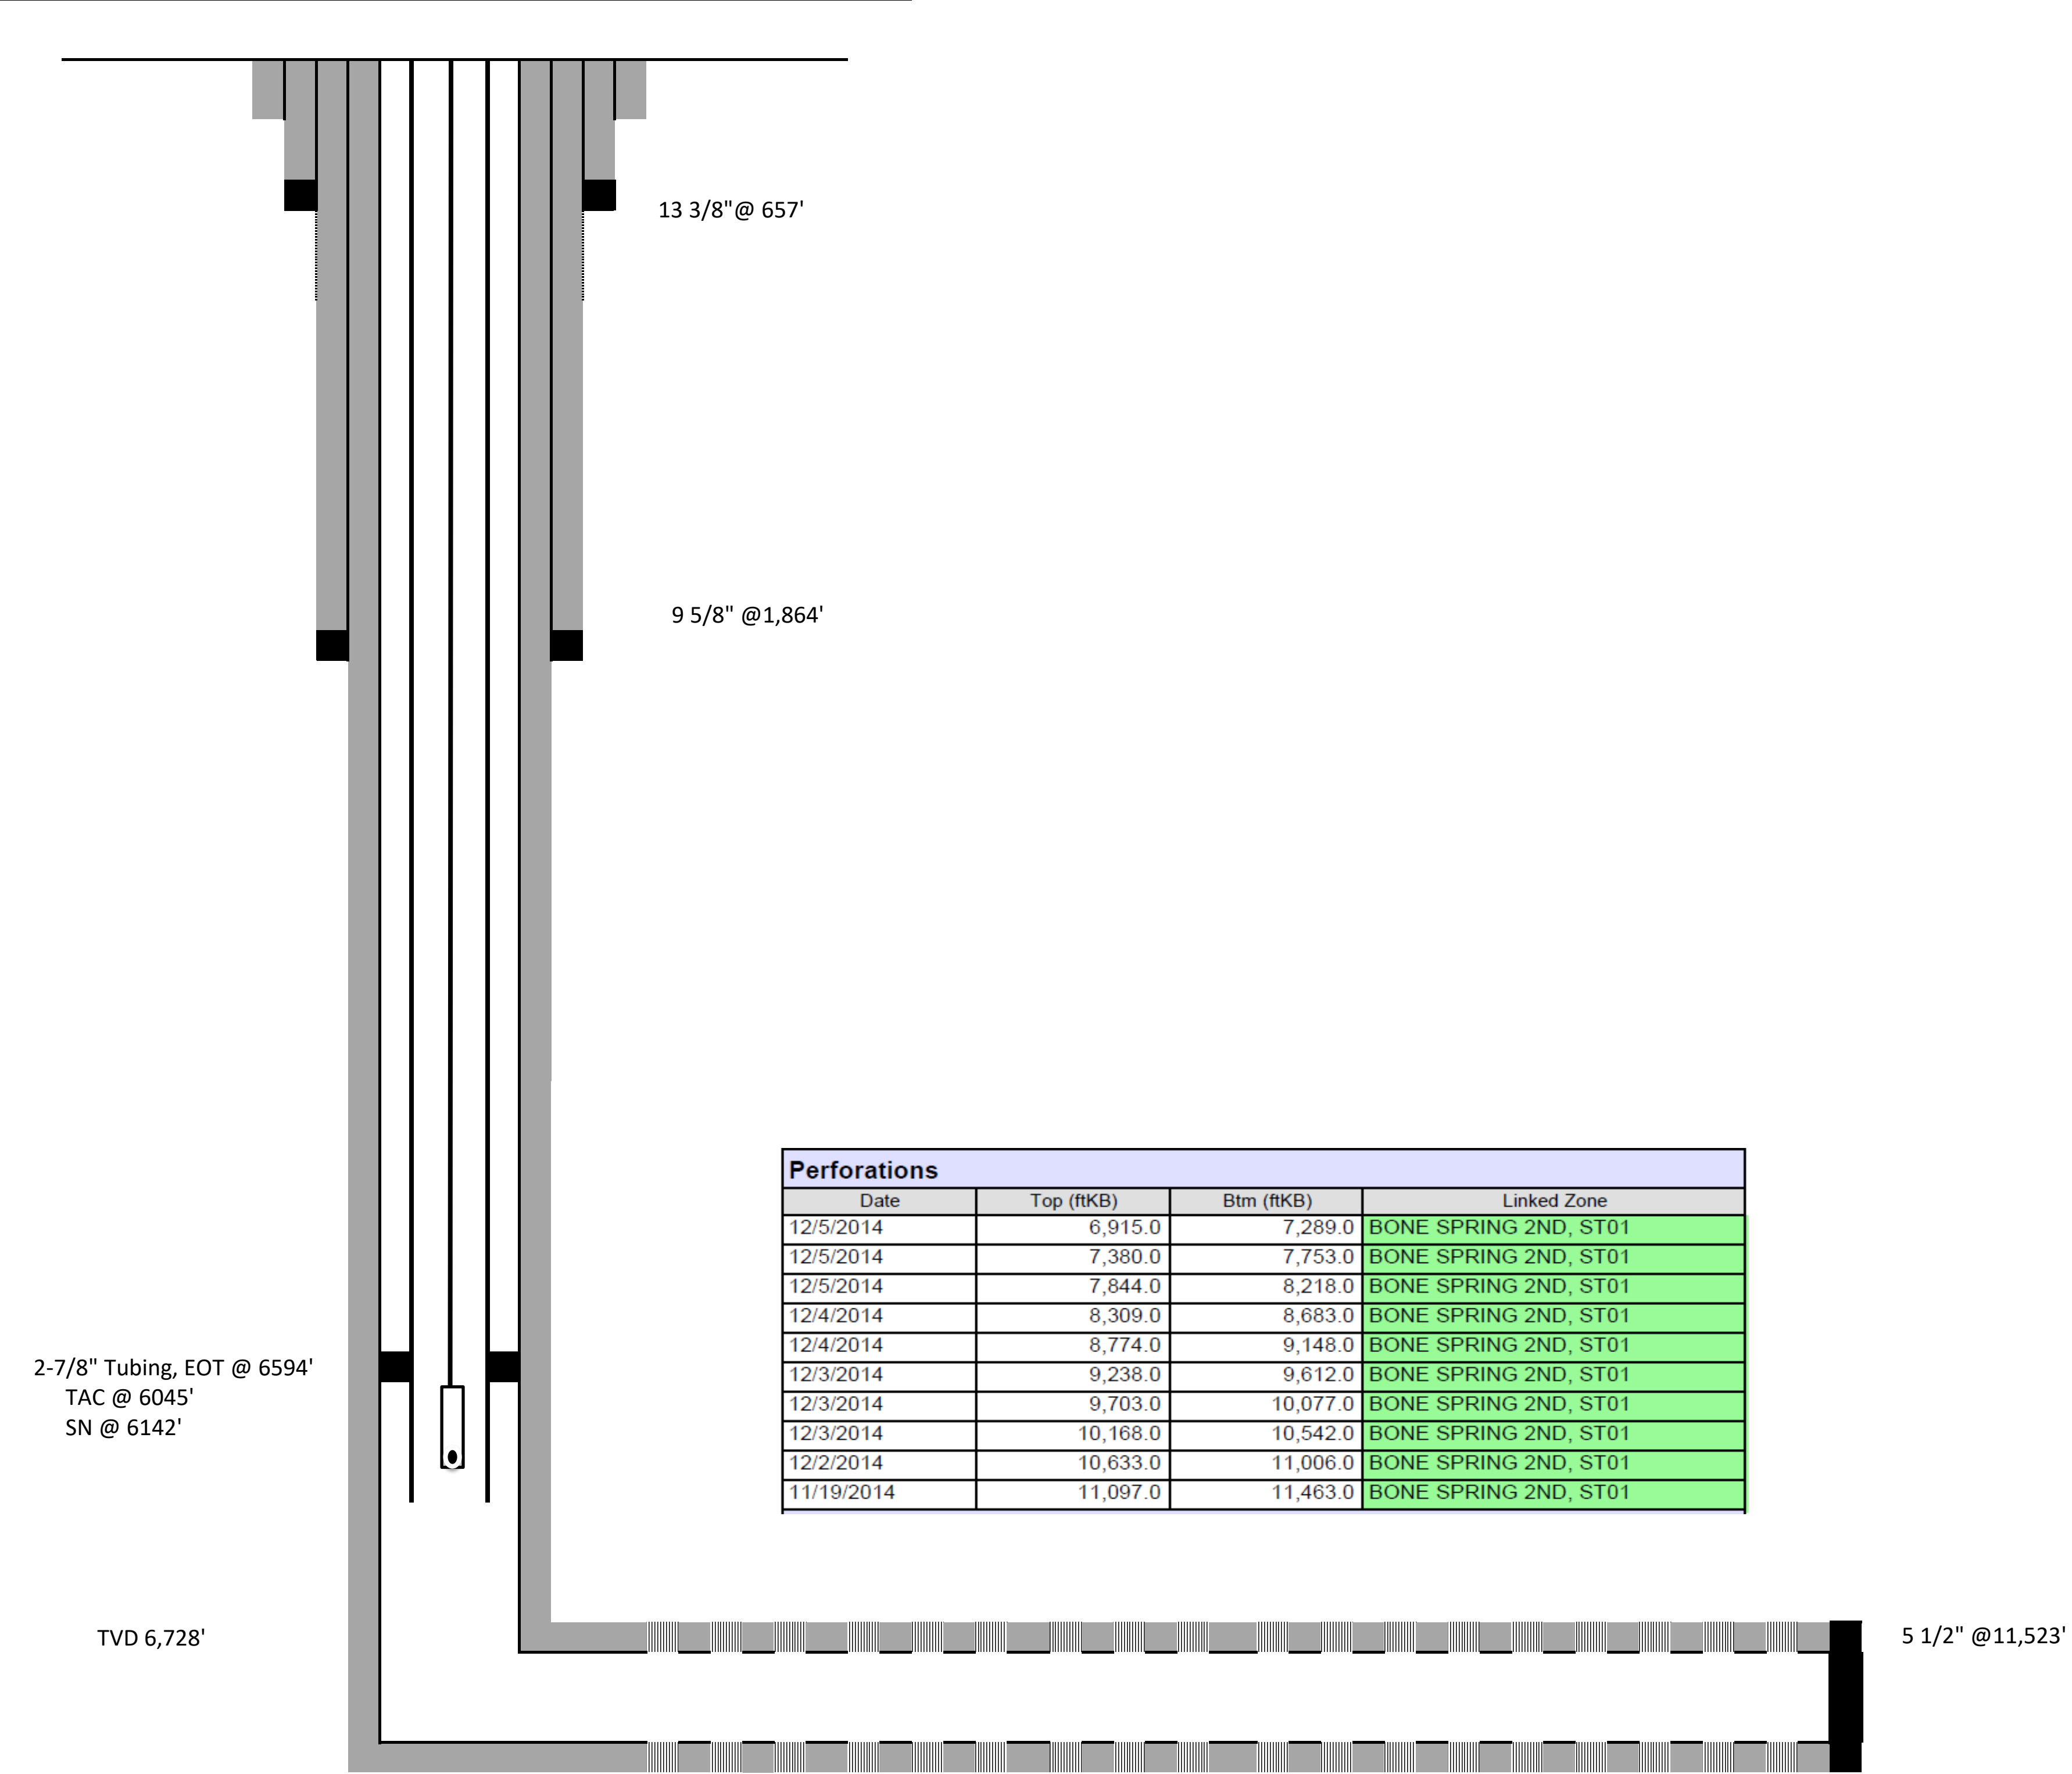 13 3/8"@ 657'
9 5/8" @1,864'
Perforations
Date Top (ftKB) Btm (ftKB) Linked Zone
12/5/2014 6,915.0 7,289.0 BONE SPRING 2ND, ST01
12/5/2014 7,380.0 7,753.0 BONE SPRING 2ND, ST01
12/5/2014 7,844.0 8,218.0 BONE SPRING 2ND, ST01
12/4/2014 8,309.0 8,683.0 BONE SPRING 2ND, ST01
12/4/2014 8,774.0 9,148.0 BONE SPRING 2ND, ST01
12/3/2014 9,238.0 9,612.0 BONE SPRING 2ND, ST01
12/3/2014 9,703.0 10,077.0 BONE SPRING 2ND, ST01
12/3/2014 10,168.0 10,542.0 BONE SPRING 2ND, ST01
12/2/2014 10,633.0 11,006.0 BONE SPRING 2ND, ST01
11/19/2014 11,097.0 11,463.0 BONE SPRING 2ND, ST01
2-7/8" Tubing, EOT @ 6594'
TAC @ 6045'
SN @ 6142'
TVD 6,728'
5 1/2" @11,523'